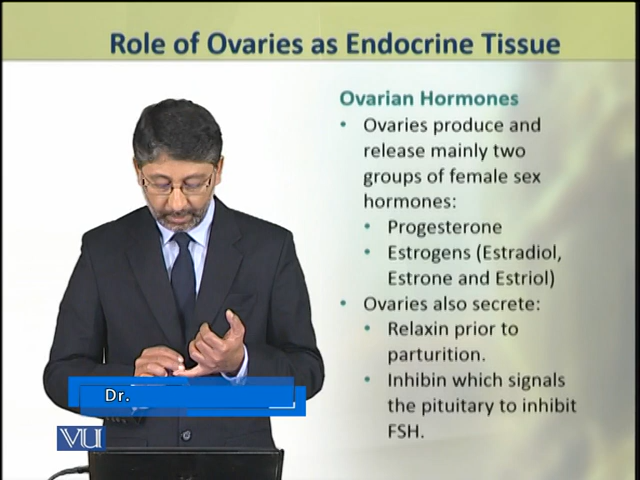 Role of Ovaries as Endocrine Tissue
Ovarian Hormones
• Ovaries produce and
release mainly two
groups of female sex
hormones:
• Progesterone
• Estrogens (Estradiol,
Estrone and Estriol)
• Ovaries also secrete:
• Relaxin prior to
parturition.
• Inhibin which signals
the pituitary to inhibit
FSH.
Dr.
VU